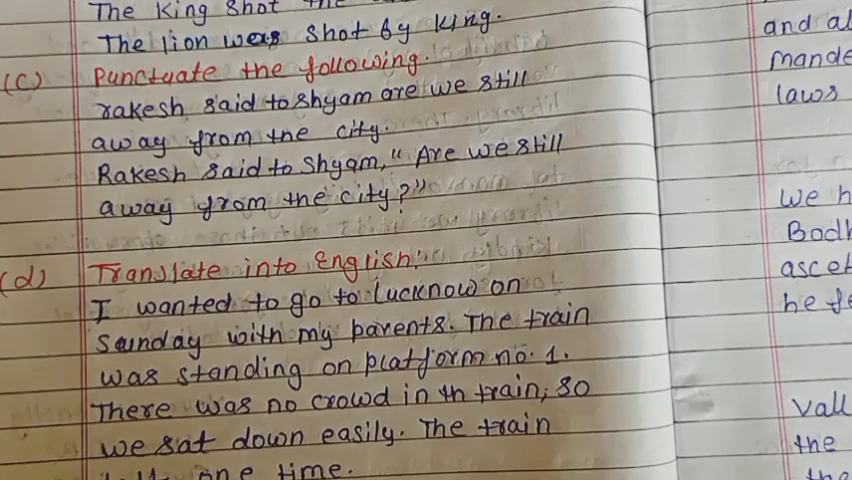 The King Shot the
The lion was Shot by King.
(C) Punctuate the following.
rakesh said to shyam are we still
away from the city.
Rakesh said to Shyam, "Are we still
away from the city?"
(d) Translate into English.
I wanted to go to Lucknow on
Sunday with my parents. The train
was standing on platform no. 1.
There was no crowd in th train, so
we sat down easily. The train
one time.
and al
mande
laws
we h
Bodh
ascet
he fe
Vall
the
the